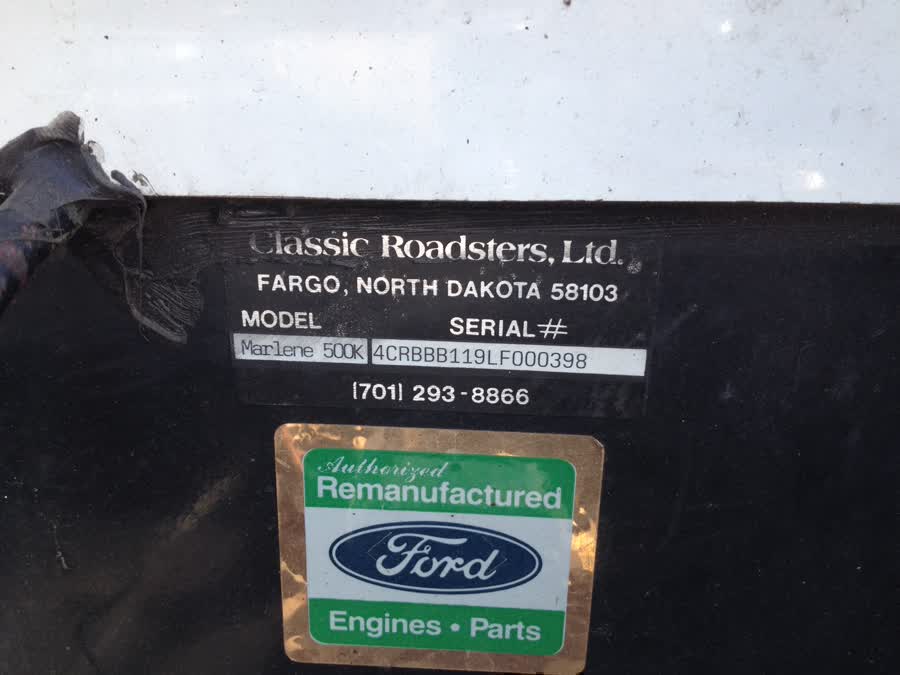 Classic Roadsters, Ltd.
FARGO, NORTH DAKOTA 58103
MODEL SERIAL#
Marlene 500K 4CRBBB119LF000398
(701) 293-8866
Authorized
Remanufactured
Ford
Engines • Parts